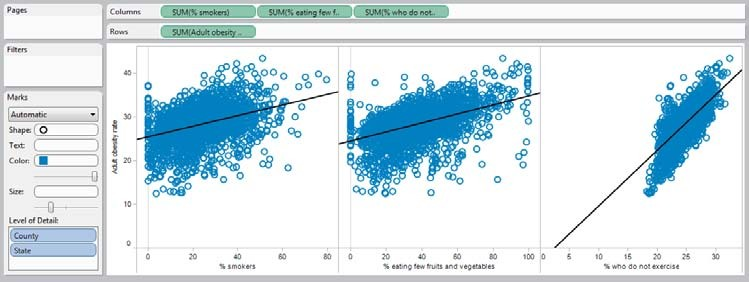 Pages
Columns SUM(% smokers) SUM(% eating few f.. SUM(% who do not..
Rows SUM(Adult obesity ..
Filters
Marks
Automatic
Shape:
Text:
Color:
Size:
Level of Detail:
County
State
Adult obesity rate
40
30
20
10
0
0 20 40 60 80
% smokers
0 20 40 60 80 100
% eating few fruits and vegetables
0 5 10 15 20 25 30
% who do not exercise